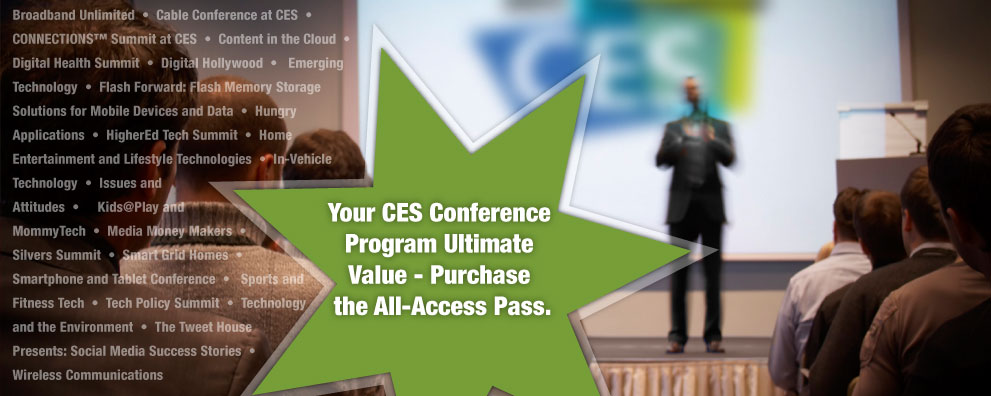 Broadband Unlimited • Cable Conference at CES •
CONNECTIONS™ Summit at CES • Content in the Cloud •
Digital Health Summit • Digital Hollywood • Emerging
Technology • Flash Forward: Flash Memory Storage
Solutions for Mobile Devices and Data • Hungry
Applications • HigherEd Tech Summit • Home
Entertainment and Lifestyle Technologies • In-Vehicle
Technology • Issues and
Attitudes • Kids@Play and
MommyTech • Media Money Makers •
Silvers Summit • Smart Grid Homes •
Smartphone and Tablet Conference • Sports and
Fitness Tech • Tech Policy Summit • Technology
and the Environment • The Tweet House
Presents: Social Media Success Stories •
Wireless Communications
CES
Your CES Conference
Program Ultimate
Value - Purchase
the All-Access Pass.